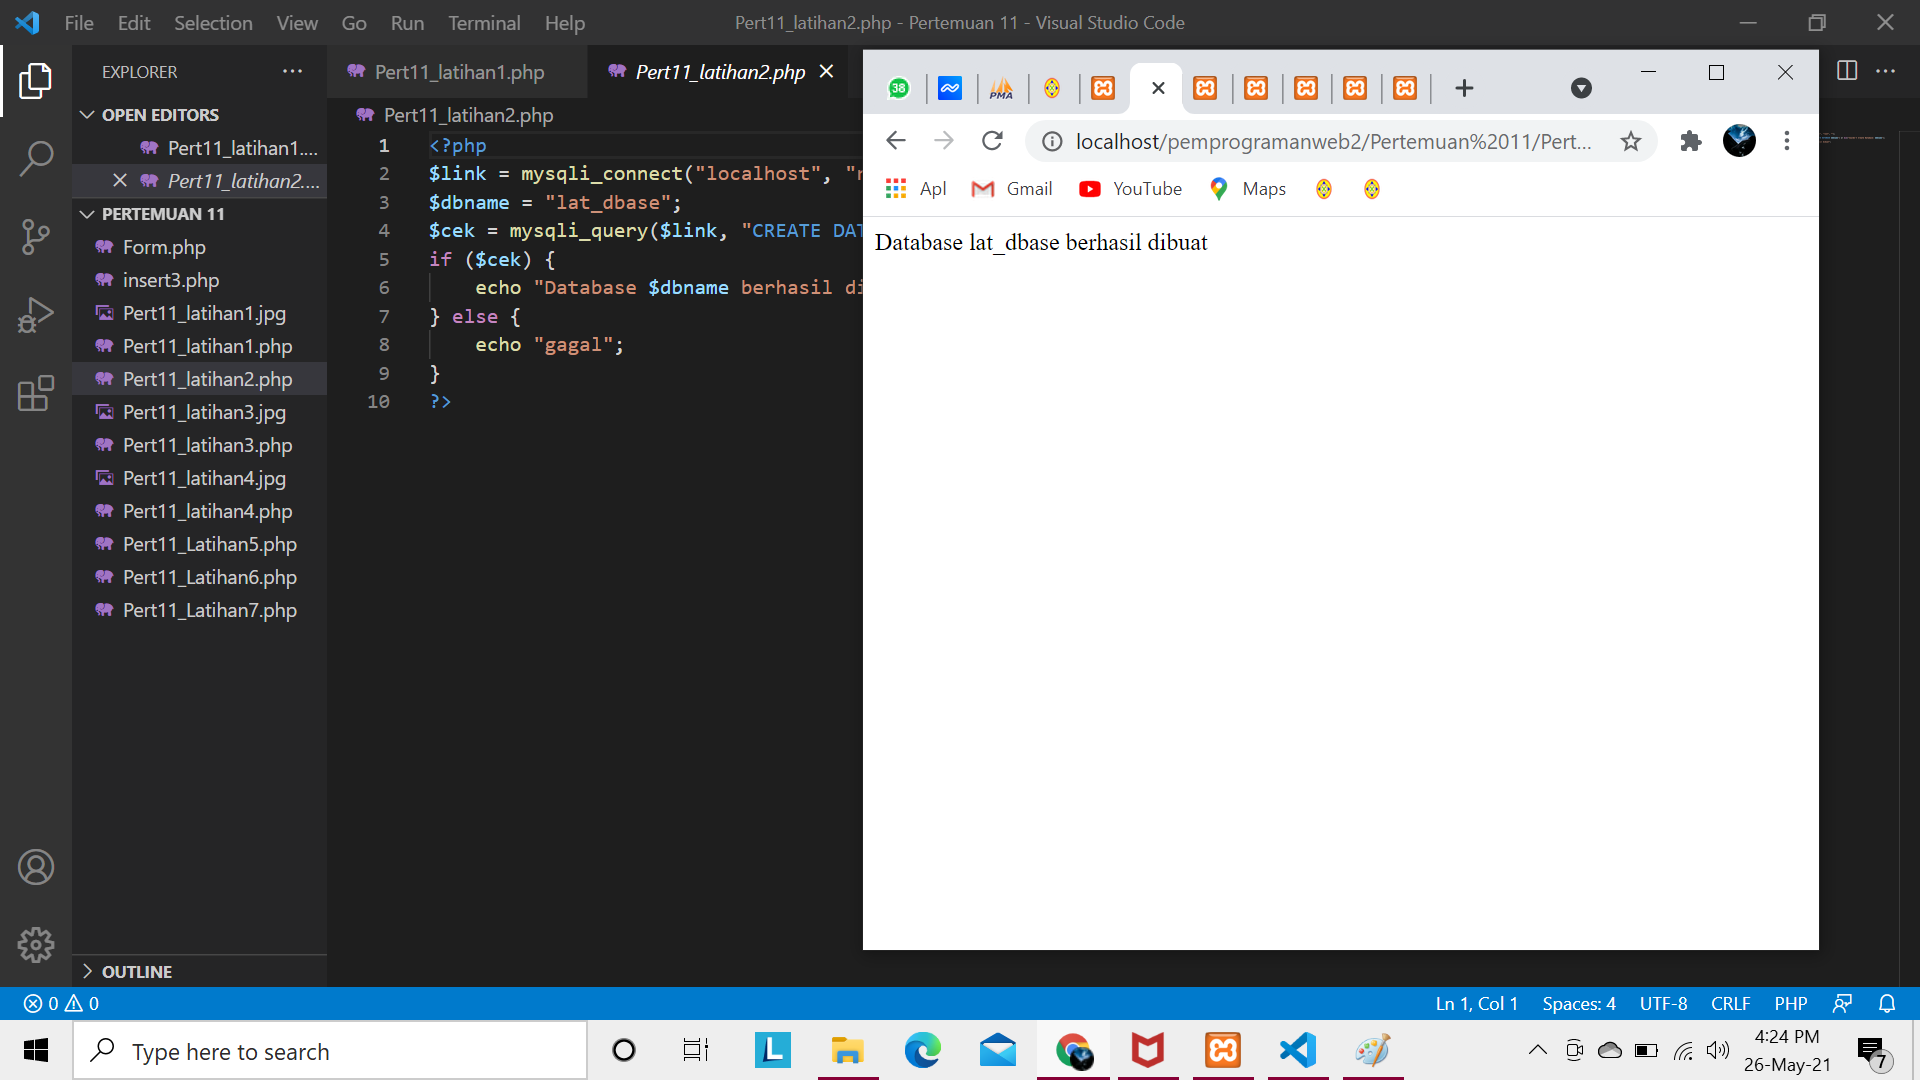 File Edit Selection View Go Run Terminal Help
Pert11_latihan2.php - Pertemuan 11 - Visual Studio Code
EXPLORER
OPEN EDITORS
Pert11_latihan1....
Pert11_latihan2....
PERTEMUAN 11
Form.php
insert3.php
Pert11_latihan1.jpg
Pert11_latihan1.php
Pert11_latihan2.php
Pert11_latihan3.jpg
Pert11_latihan3.php
Pert11_latihan4.jpg
Pert11_latihan4.php
Pert11_Latihan5.php
Pert11_Latihan6.php
Pert11_Latihan7.php
OUTLINE
Pert11_latihan1.php
Pert11_latihan2.php
Pert11_latihan2.php
1 <?php
2 $link = mysqli_connect("localhost", "r
3 $dbname = "lat_dbase";
4 $cek = mysqli_query($link, "CREATE DAT
5 if ($cek) {
6 echo "Database $dbname berhasil di
7 } else {
8 echo "gagal";
9 }
10 ?>
38
PMA
localhost/pemprogramanweb2/Pertemuan%2011/Pert...
Apl Gmail YouTube Maps
Database lat_dbase berhasil dibuat
0 0
Ln 1, Col 1 Spaces: 4 UTF-8 CRLF PHP
Type here to search
L
4:24 PM
26-May-21
7